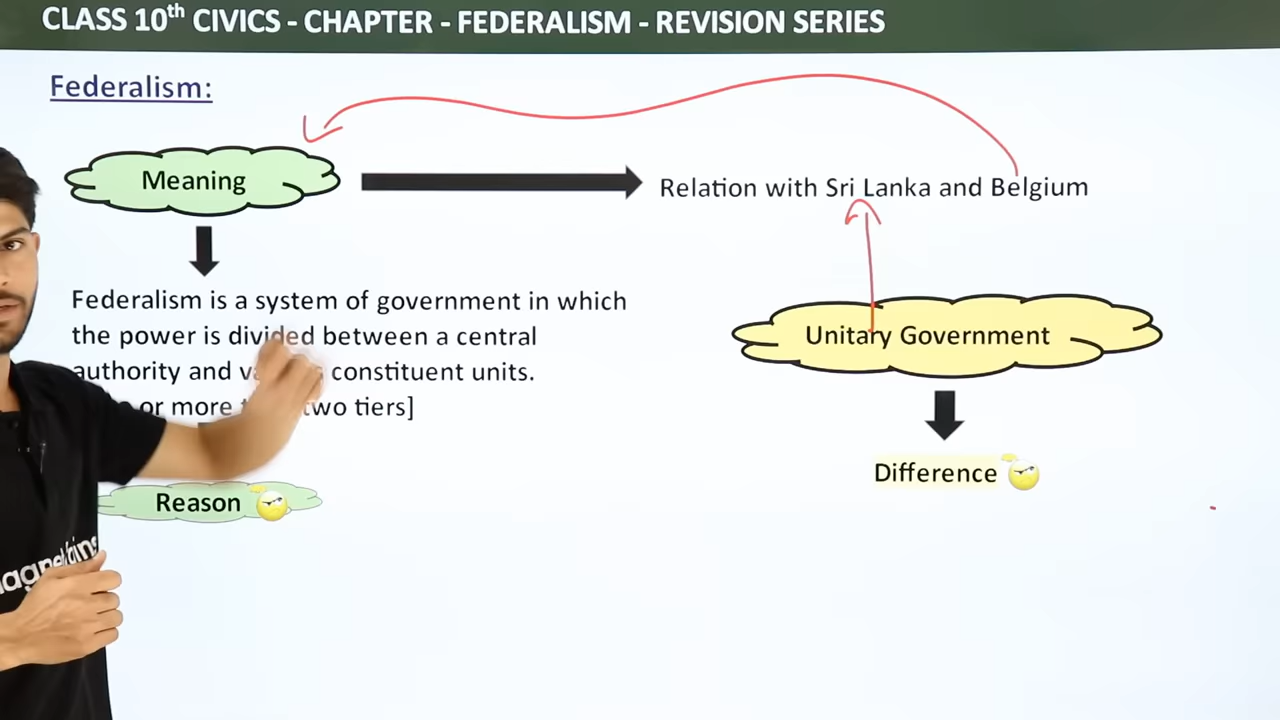 CLASS 10th CIVICS - CHAPTER - FEDERALISM - REVISION SERIES
Federalism:
Meaning
Relation with Sri Lanka and Belgium
Federalism is a system of government in which
the power is divided between a central
authority and constituent units.
or more two tiers]
Unitary Government
Difference
Reason